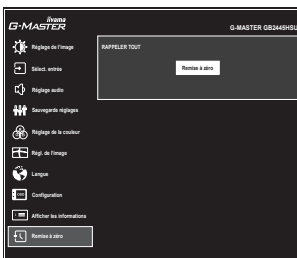 iiyama
G-MASTER
G-MASTER GB2445HSU
Réglage de l'image
RAPPELER TOUT
Remise à zéro
Sélect. entrée
Réglage audio
Sauvegarde réglages
Réglage de la couleur
Régl. de l'image
Langue
OSD
Configuration
Afficher les informations
Remise à zéro